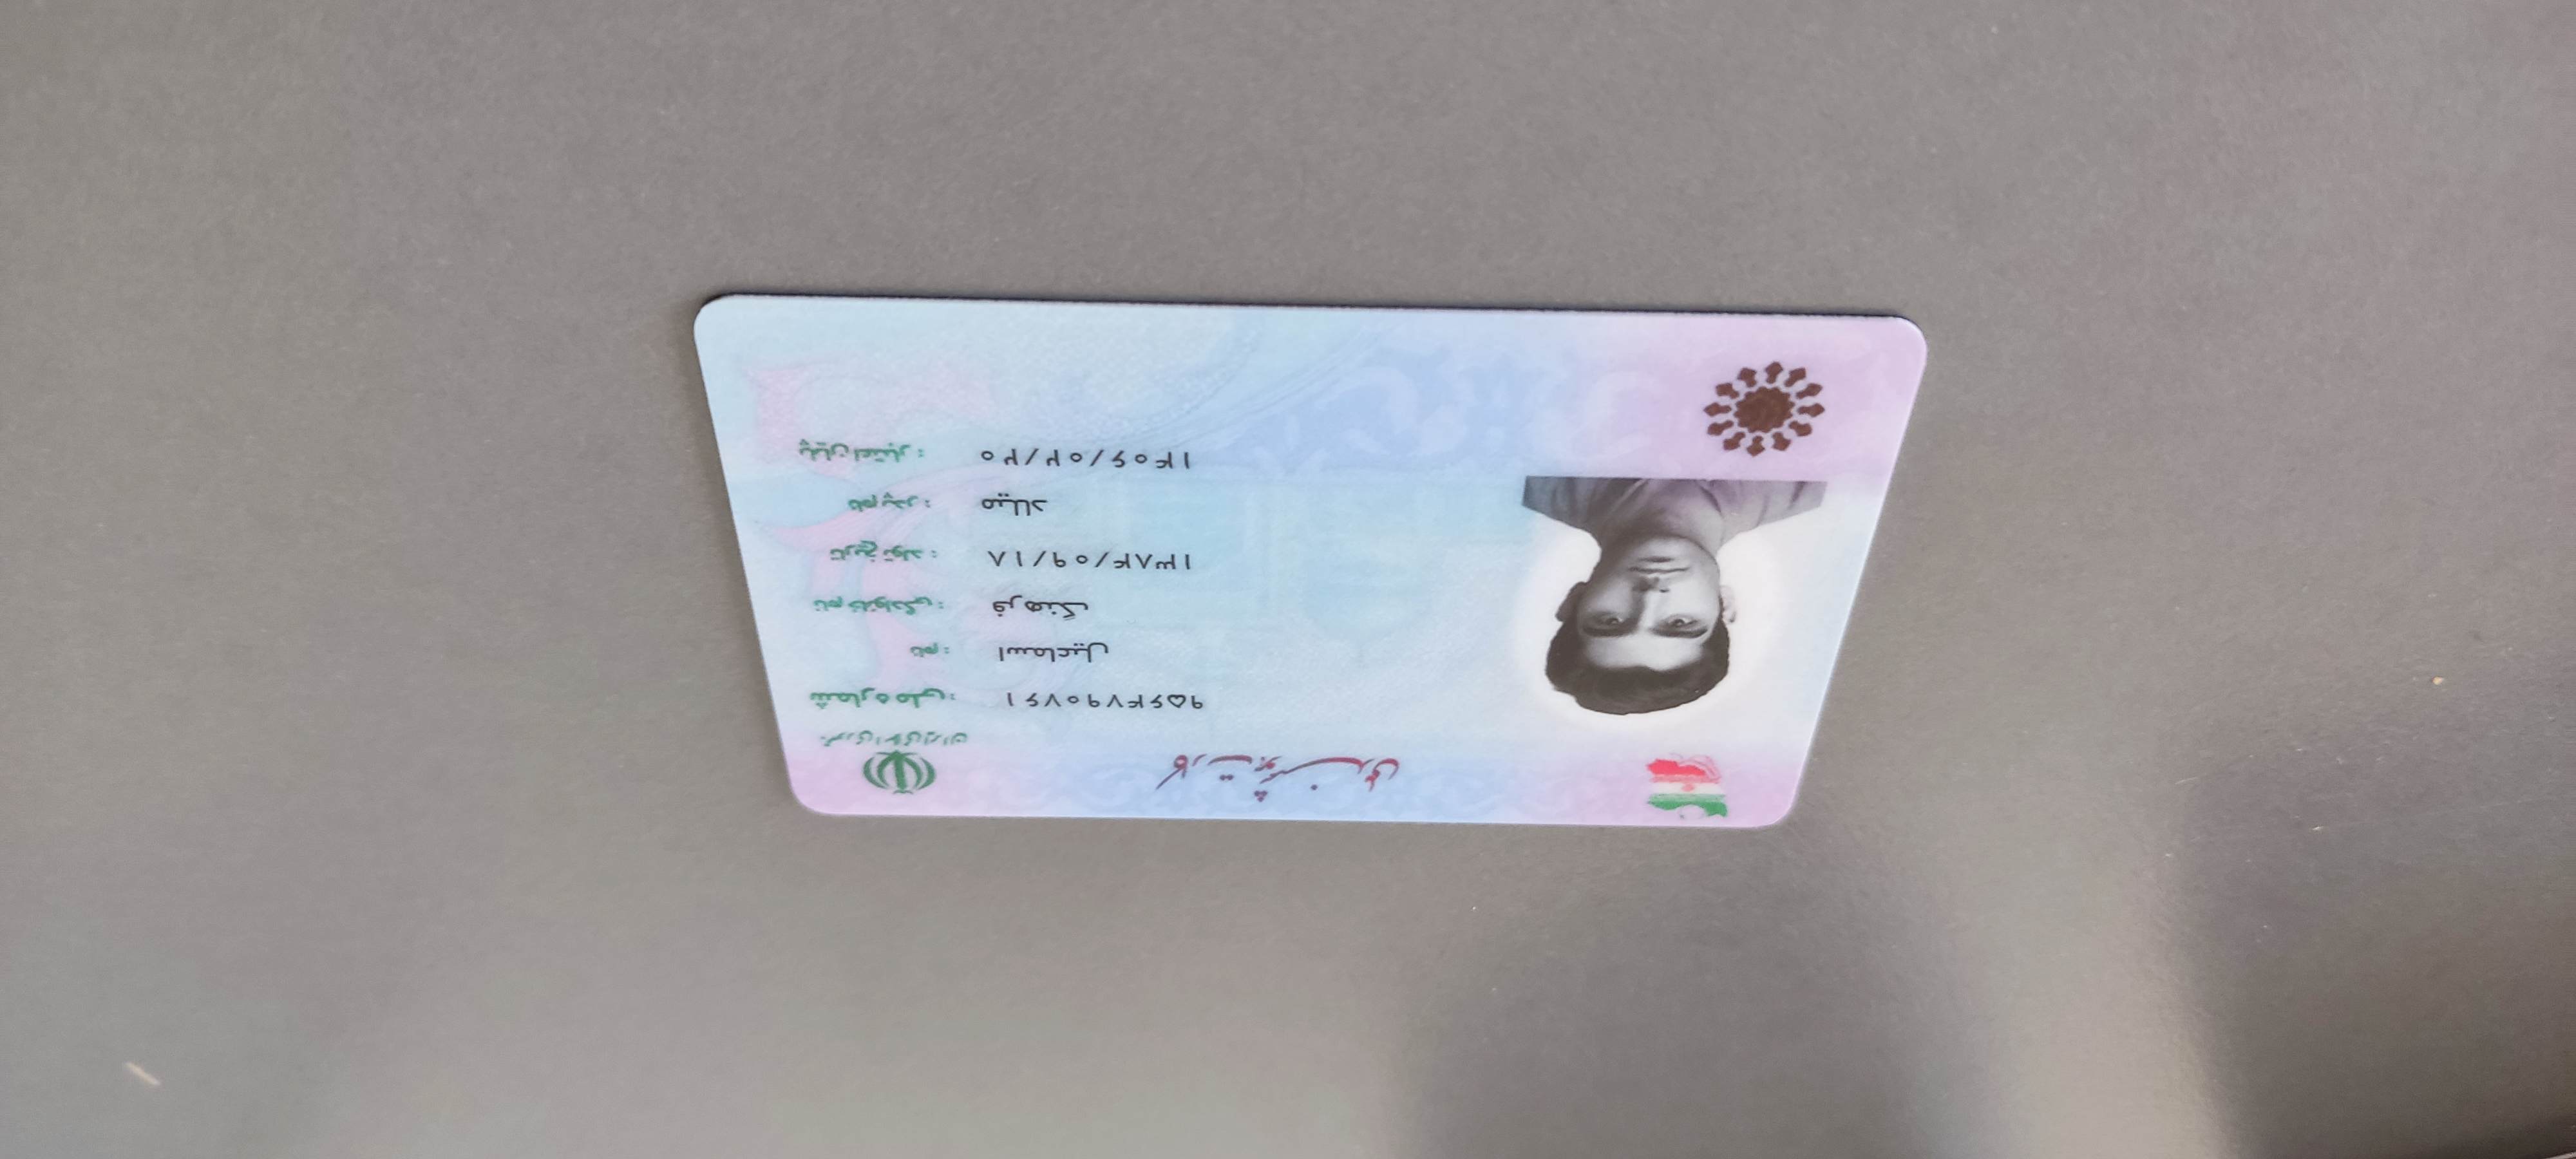 کارت هوشمند ملی
جمهوری اسلامی ایران
شماره ملی: ۹۵۶۴۷۹۰۷۶۱
نام : اسماعیل
نام خانوادگی : فرهنگ
تاریخ تولد : ۱۳۸۴/۰۹/۱۸
نام پدر : میلاد
پایان اعتبار : ۱۴۰۶/۰۲/۲۰